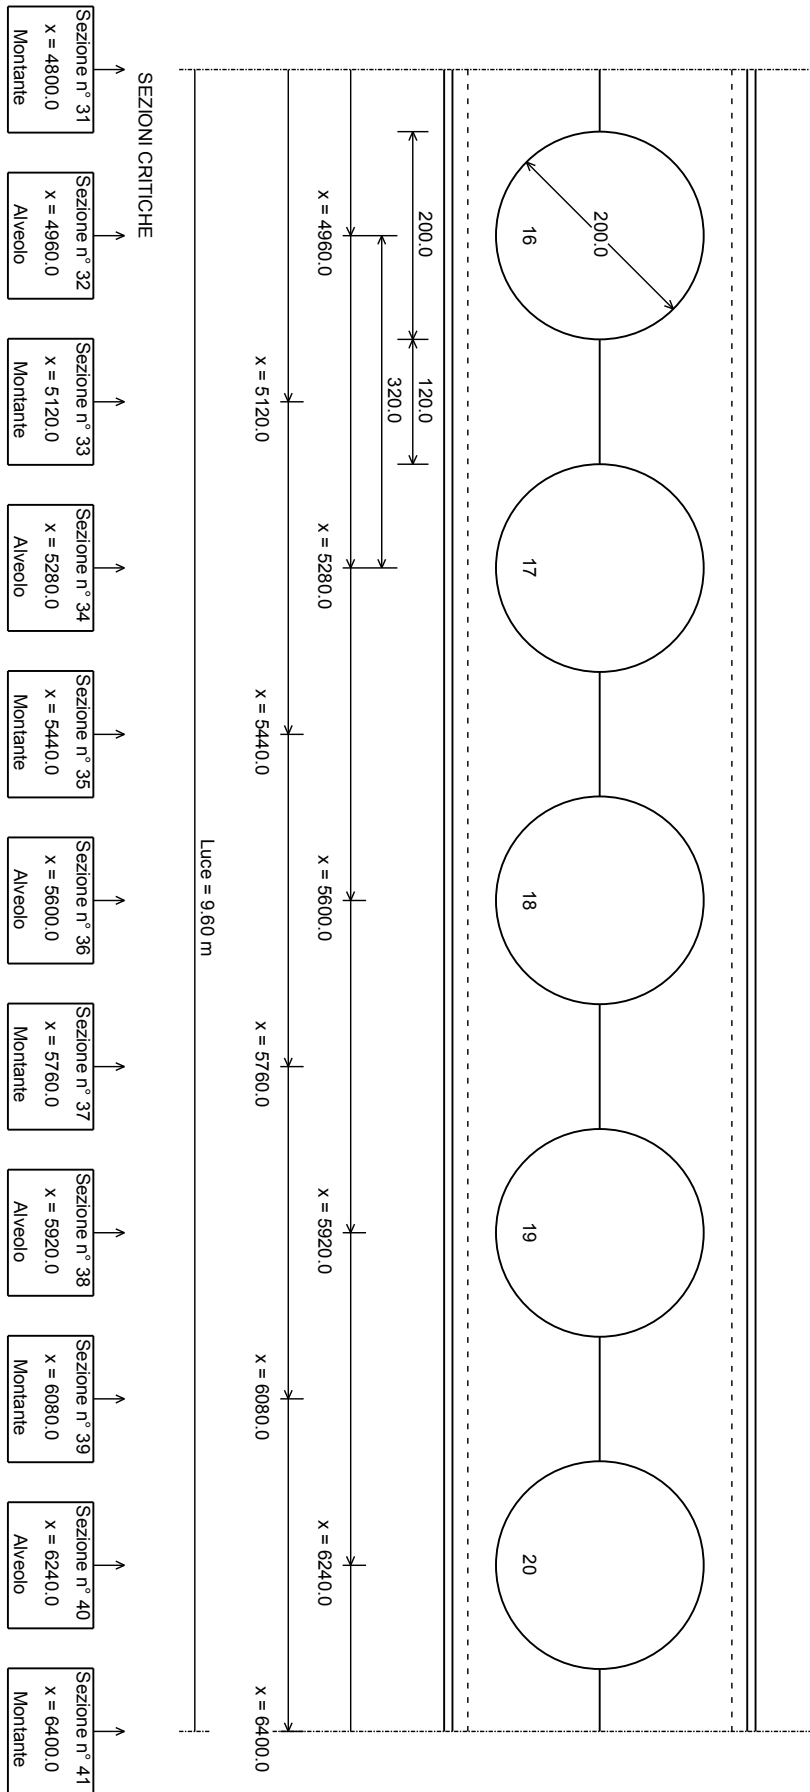 200.0
16
17
18
19
20
200.0
120.0
320.0
x = 4960.0
x = 5280.0
x = 5600.0
x = 5920.0
x = 6240.0
x = 5120.0
x = 5440.0
x = 5760.0
x = 6080.0
x = 6400.0
Luce = 9.60 m
SEZIONI CRITICHE
Sezione n° 31
x = 4800.0
Montante
Sezione n° 32
x = 4960.0
Alveolo
Sezione n° 33
x = 5120.0
Montante
Sezione n° 34
x = 5280.0
Alveolo
Sezione n° 35
x = 5440.0
Montante
Sezione n° 36
x = 5600.0
Alveolo
Sezione n° 37
x = 5760.0
Montante
Sezione n° 38
x = 5920.0
Alveolo
Sezione n° 39
x = 6080.0
Montante
Sezione n° 40
x = 6240.0
Alveolo
Sezione n° 41
x = 6400.0
Montante